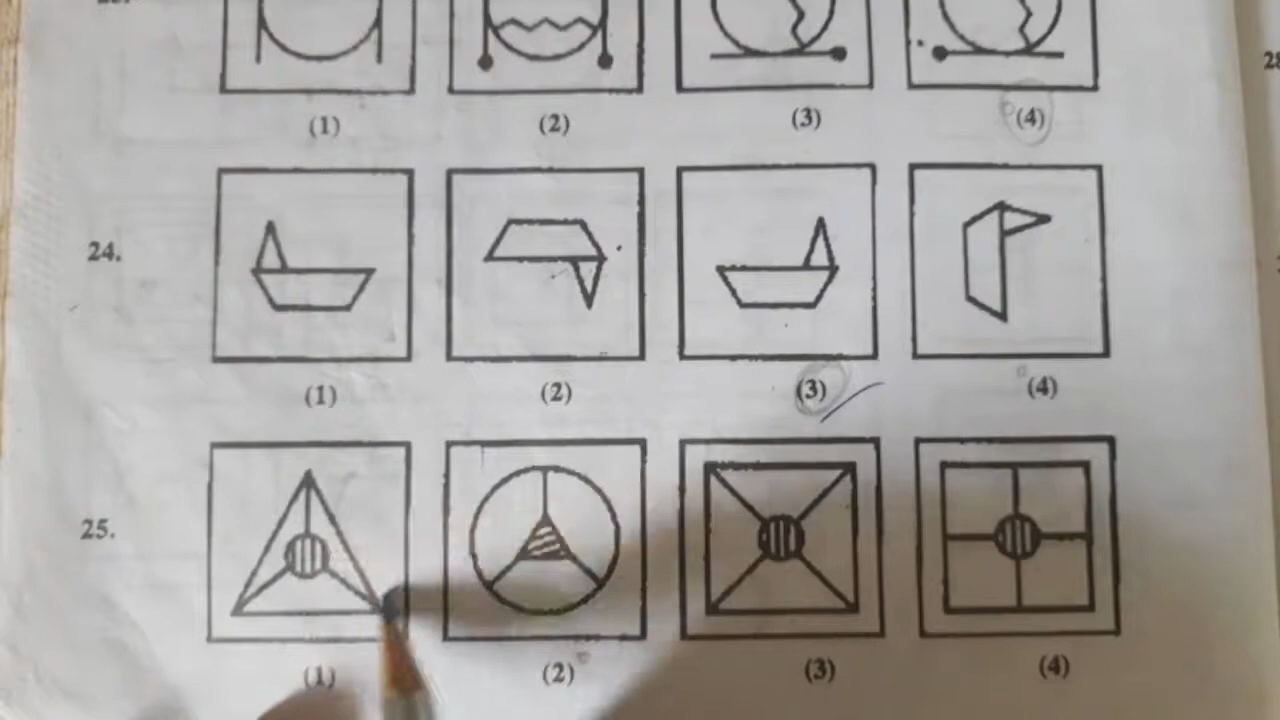 (1) (2) (3) (4)
24.
(1) (2) (3) (4)
25.
(1) (2) (3) (4)